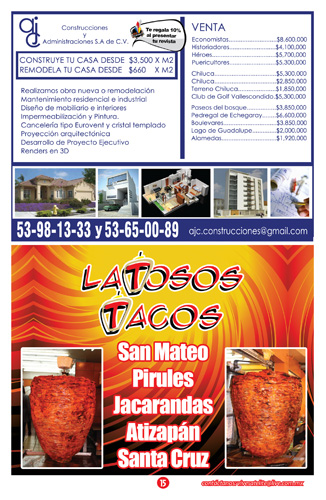 ajc
Construcciones
y
Administraciones S.A de C.V.
Te regalo 10%
al presentar
tu revista
CONSTRUYE TU CASA DESDE $3,500 X M2
REMODELA TU CASA DESDE $660 X M2
Realizamos obra nueva o remodelación
Mantenimiento residencial e industrial
Diseño de mobiliario e interiores
Impermeabilización y Pintura.
Cancelería tipo Eurovent y cristal templado
Proyección arquitectónica
Desarrollo de Proyecto Ejecutivo
Renders en 3D
VENTA
Economistas....................$8,600,000
Historiadores....................$4,100,000
Héroes....................$5,700,000
Puericultores....................$5,300,000
Chiluca....................$5,300,000
Chiluca....................$2,850,000
Terreno Chiluca....................$1,850,000
Club de Golf Vallescondido.$5,300,000
Paseos del bosque..........$3,850,000
Pedregal de Echegaray......$6,600,000
Boulevares....................$3,850,000
Lago de Guadalupe..........$2,000,000
Alamedas....................$1,920,000
53-98-13-33 y 53-65-00-89 ajc.construcciones@gmail.com
LATOSOS
TACOS
San Mateo
Pirules
Jacarandas
Atizapán
Santa Cruz
15